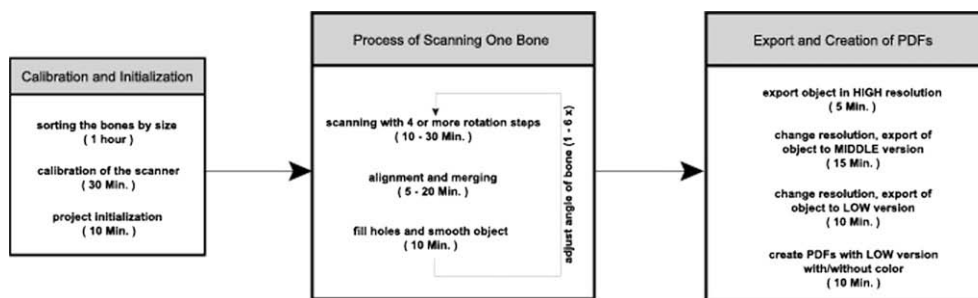 Calibration and Initialization
sorting the bones by size
( 1 hour )
calibration of the scanner
( 30 Min. )
project initialization
( 10 Min. )
Process of Scanning One Bone
scanning with 4 or more rotation steps
( 10 - 30 Min. )
alignment and merging
( 5 - 20 Min. )
fill holes and smooth object
( 10 Min. )
adjust angle of bone (1 - 6 x)
Export and Creation of PDFs
export object in HIGH resolution
( 5 Min. )
change resolution, export of
object to MIDDLE version
( 15 Min. )
change resolution, export of
object to LOW version
( 10 Min. )
create PDFs with LOW version
with/without color
( 10 Min. )